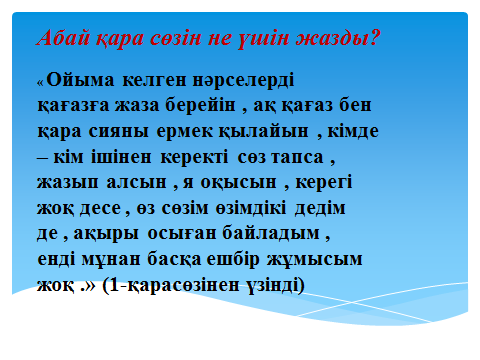 Абай қара сөзін не үшін жазды?
« Ойыма келген нәрселерді
қағазға жаза берейін , ақ қағаз бен
қара сияны ермек қылайын , кімде
– кім ішінен керекті сөз тапса ,
жазып алсын , я оқысын , керегі
жоқ десе , өз сөзім өзімдікі дедім
де , ақыры осыған байладым ,
енді мұнан басқа ешбір жұмысым
жоқ .» (1-қарасөзінен үзінді)